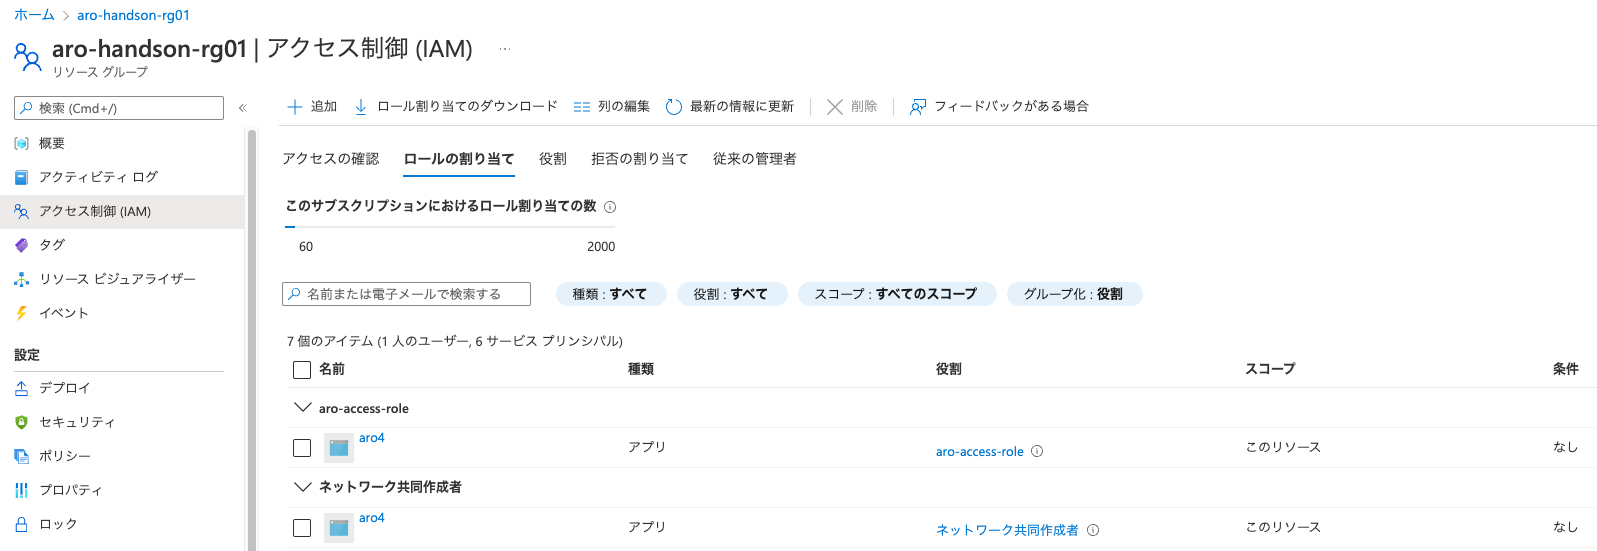 ホーム > aro-handson-rg01
aro-handson-rg01 | アクセス制御 (IAM) ...
リソース グループ
検索 (Cmd+/)
«
概要
アクティビティ ログ
アクセス制御 (IAM)
タグ
リソース ビジュアライザー
イベント
設定
デプロイ
セキュリティ
ポリシー
プロパティ
ロック
追加 ロール割り当てのダウンロード 列の編集 最新の情報に更新 削除 フィードバックがある場合
アクセスの確認 ロールの割り当て 役割 拒否の割り当て 従来の管理者
このサブスクリプションにおけるロール割り当ての数
60 2000
名前または電子メールで検索する 種類 : すべて 役割 : すべて スコープ : すべてのスコープ グループ化 : 役割
7 個のアイテム (1 人のユーザー, 6 サービス プリンシパル)
名前 種類 役割 スコープ 条件
aro-access-role
aro4 アプリ aro-access-role このリソース なし
ネットワーク共同作成者
aro4 アプリ ネットワーク共同作成者 このリソース なし